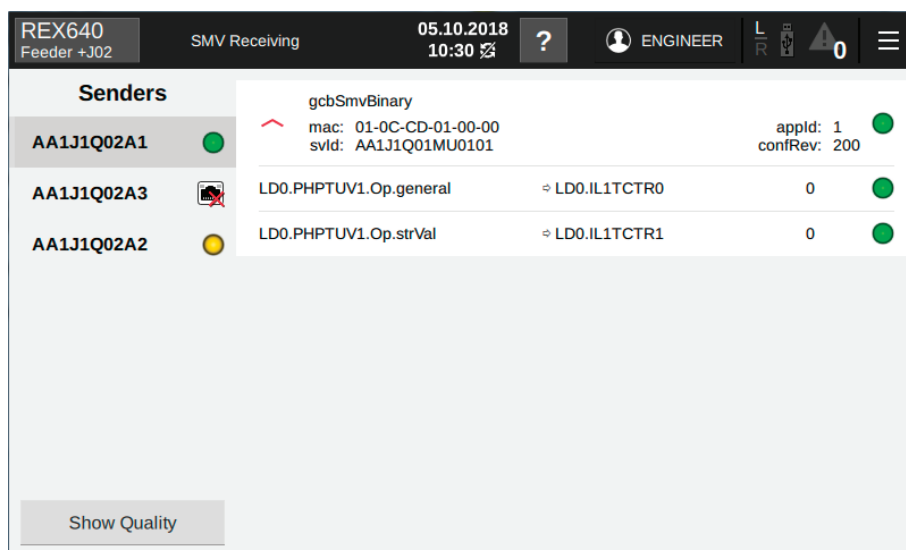 REX640
Feeder +J02
SMV Receiving
05.10.2018
10:30
?
ENGINEER
L
R
0
Senders
AA1J1Q02A1
AA1J1Q02A3
AA1J1Q02A2
gcbSmvBinary
mac: 01-0C-CD-01-00-00
appId: 1
svId: AA1J1Q01MU0101
confRev: 200
LD0.PHPTUV1.Op.general ⇨ LD0.IL1TCTR0 0
LD0.PHPTUV1.Op.strVal ⇨ LD0.IL1TCTR1 0
Show Quality